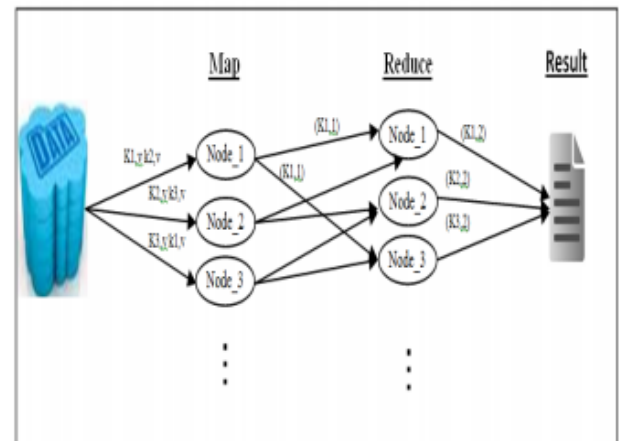 Map
Reduce
Result
DATA
K1,v k2,v
K2,v k3,v
K3,v k1,v
Node_1
Node_2
Node_3
(K1,1)
(K1,1)
Node_1
Node_2
Node_3
(K1,2)
(K2,2)
(K3,2)